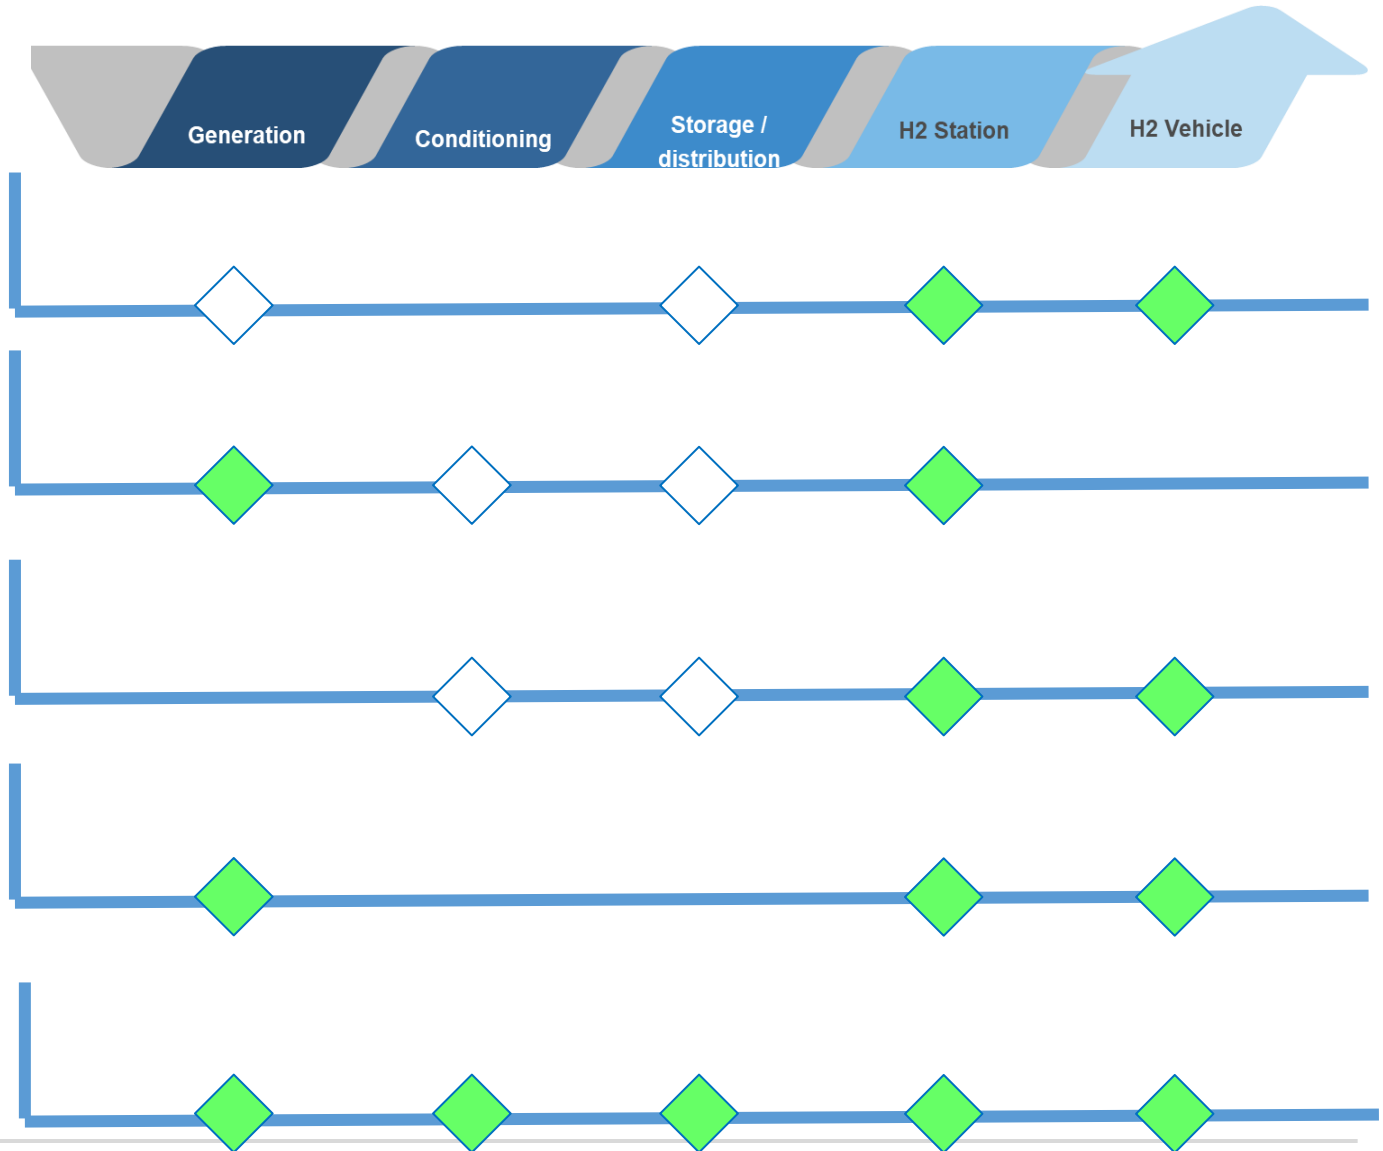 Generation
Conditioning
Storage /
distribution
H2 Station
H2 Vehicle